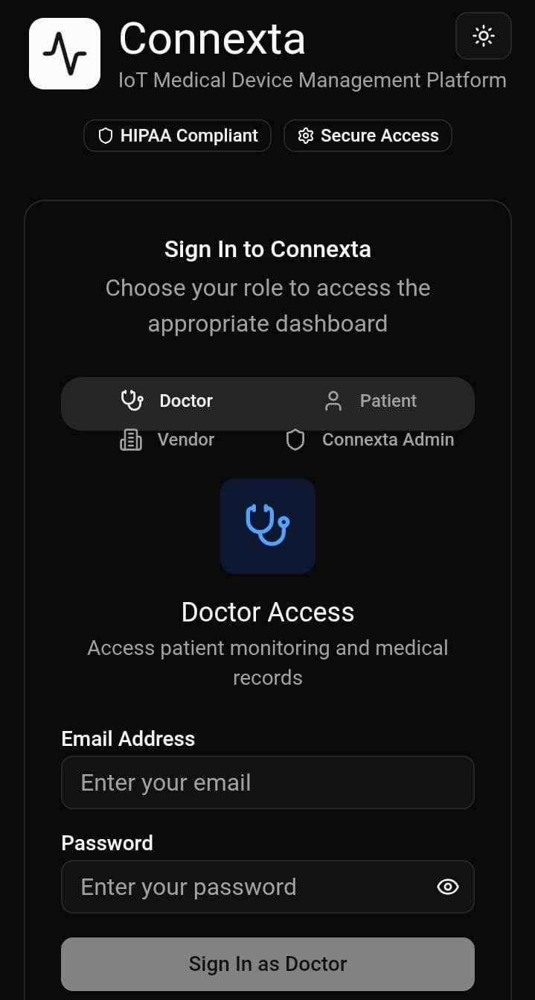 Connexta
IoT Medical Device Management Platform
HIPAA Compliant
Secure Access
Sign In to Connexta
Choose your role to access the
appropriate dashboard
Doctor
Patient
Vendor
Connexta Admin
Doctor Access
Access patient monitoring and medical
records
Email Address
Enter your email
Password
Enter your password
Sign In as Doctor